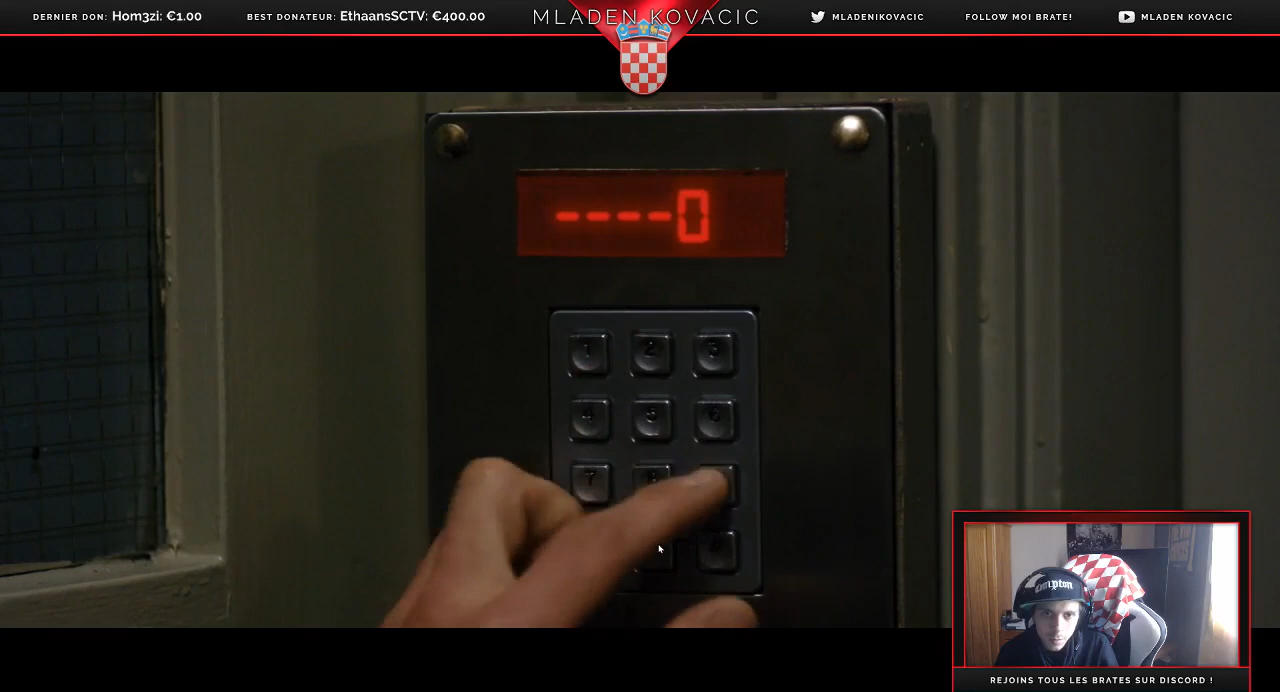 DERNIER DON: Hom3zi: €1.00
BEST DONATEUR: EthaansSCTV: €400.00
MLADEN KOVACIC
MLADENIKOVACIC
FOLLOW MOI BRATE!
MLADEN KOVACIC
----0
1 2 3
4 5 6
7 8
Compton
REJOINS TOUS LES BRATES SUR DISCORD !